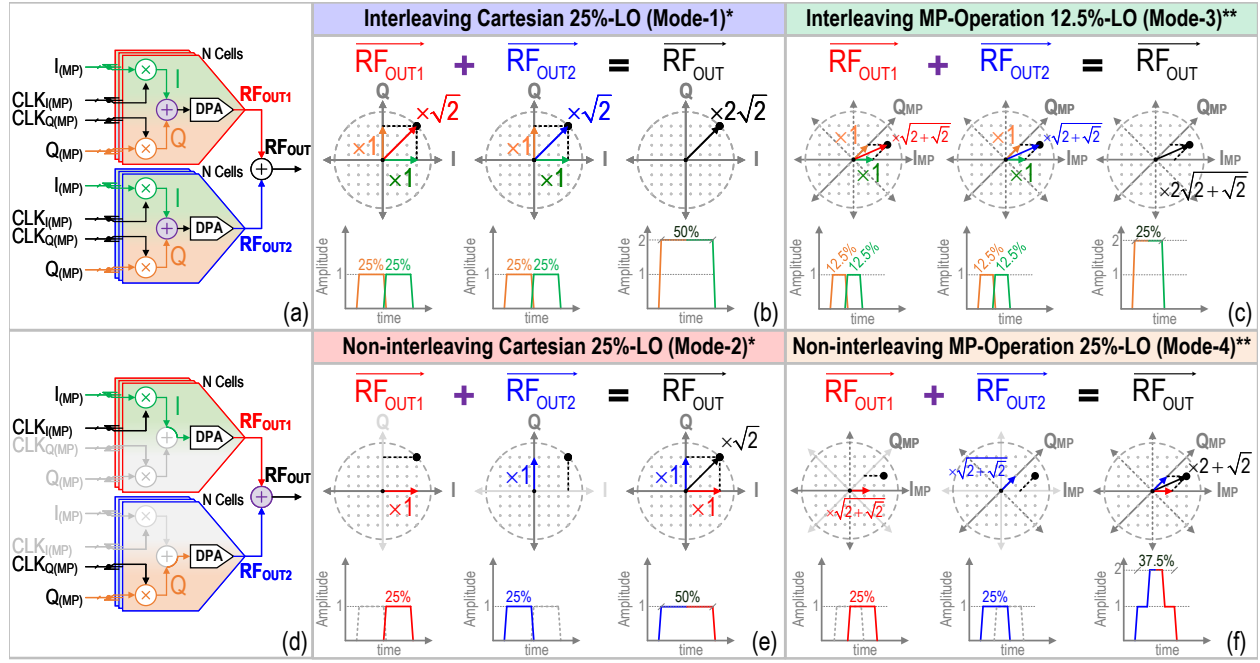 I(MP)
CLKI(MP)
CLKQ(MP)
Q(MP)
I
Q
DPA
N Cells
RFOUT1
I(MP)
CLKI(MP)
CLKQ(MP)
Q(MP)
I
Q
DPA
N Cells
RFOUT2
RFOUT
(a)
Interleaving Cartesian 25%-LO (Mode-1)*
RFOUT1 + RFOUT2 = RFOUT
Q
×1
×√2
I
×1
Q
×1
×√2
I
×1
Q
×2√2
I
Amplitude
1
25% 25%
time
Amplitude
1
25% 25%
time
Amplitude
2
1
50%
time
(b)
Interleaving MP-Operation 12.5%-LO (Mode-3)**
RFOUT1 + RFOUT2 = RFOUT
QMP
×1
×√2+√2
IMP
×1
QMP
×1
×√2+√2
IMP
×1
QMP
IMP
×2√2+√2
Amplitude
1
12.5% 12.5%
time
Amplitude
1
12.5% 12.5%
time
Amplitude
2
1
25%
time
(c)
I(MP)
CLKI(MP)
CLKQ(MP)
Q(MP)
I
DPA
N Cells
RFOUT1
I(MP)
CLKI(MP)
CLKQ(MP)
Q(MP)
Q
DPA
N Cells
RFOUT2
RFOUT
(d)
Non-interleaving Cartesian 25%-LO (Mode-2)*
RFOUT1 + RFOUT2 = RFOUT
Q
I
×1
Q
×1
I
Q
×√2
×1
I
×1
Amplitude
1
25%
time
Amplitude
1
25%
time
Amplitude
1
50%
time
(e)
Non-interleaving MP-Operation 25%-LO (Mode-4)**
RFOUT1 + RFOUT2 = RFOUT
QMP
IMP
×√2+√2
QMP
×√2+√2
IMP
QMP
×2+√2
IMP
Amplitude
1
25%
time
Amplitude
1
25%
time
Amplitude
2
1
37.5%
time
(f)